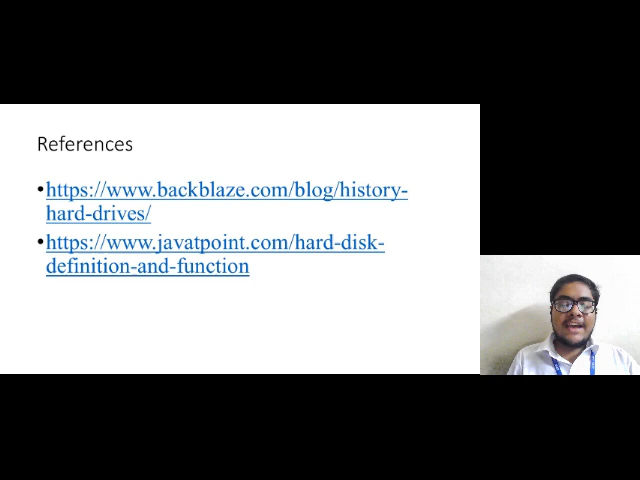 References
•https://www.backblaze.com/blog/history-
hard-drives/
•https://www.javatpoint.com/hard-disk-
definition-and-function